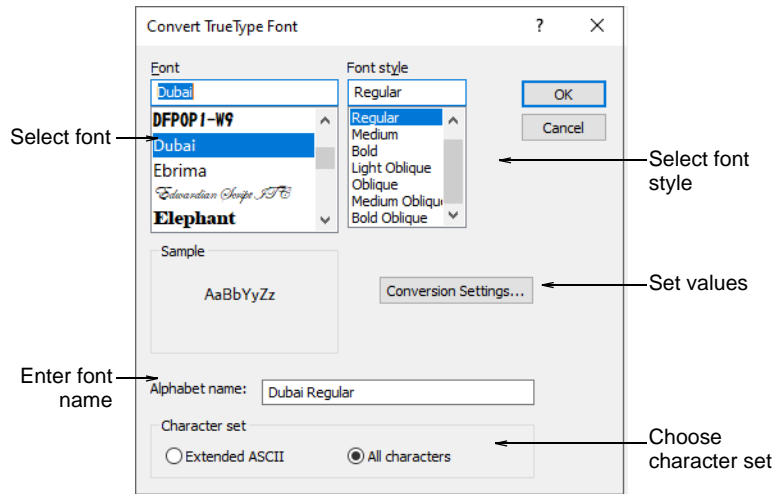 Convert TrueType Font ? ×
Font
Font style
Dubai
Regular
OK
Cancel
DFPOP1-W9
Dubai
Ebrima
Edwardian Script ITC
Elephant
Regular
Medium
Bold
Light Oblique
Oblique
Medium Obliqu
Bold Oblique
Select font
Select font
style
Sample
AaBbYyZz
Conversion Settings...
Set values
Enter font
name
Alphabet name:
Dubai Regular
Character set
Extended ASCII
All characters
Choose
character set